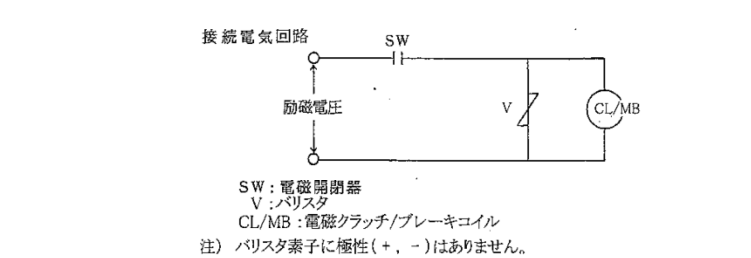 接続電気回路
SW
励磁電圧
V
CL/MB
SW:電磁開閉器
V:バリスタ
CL/MB:電磁クラッチ/ブレーキコイル
注) バリスタ素子に極性(+, -)はありません。